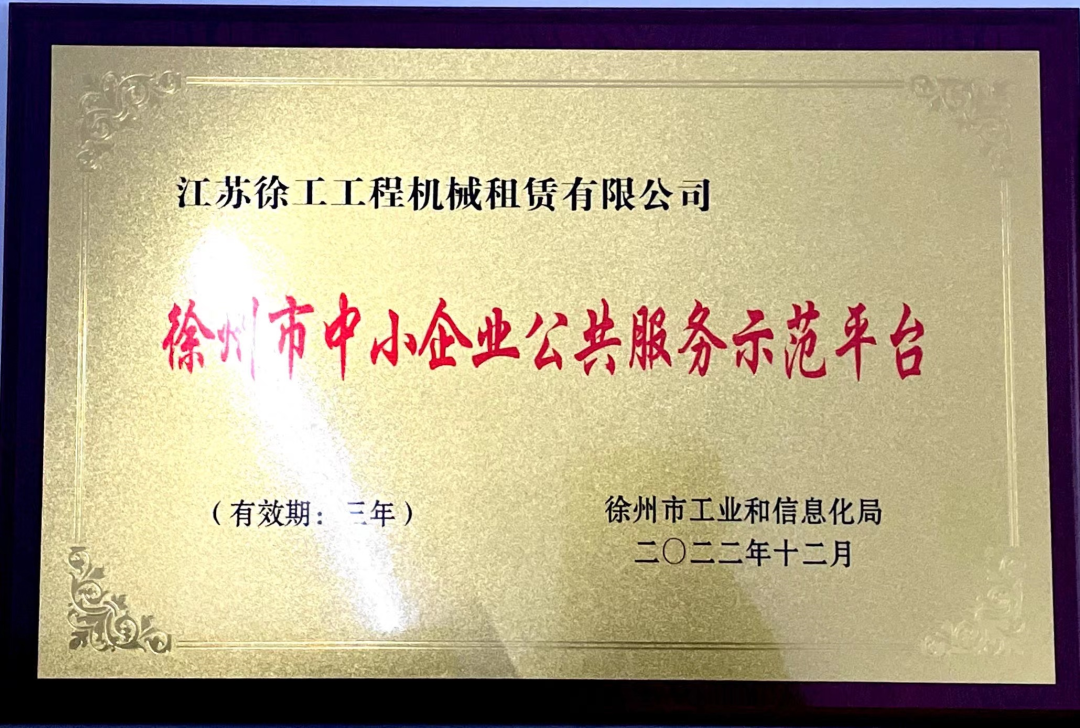 江苏徐工工程机械租赁有限公司
徐州市中小企业公共服务示范平台
（有效期：三年）
徐州市工业和信息化局
二〇二二年十二月